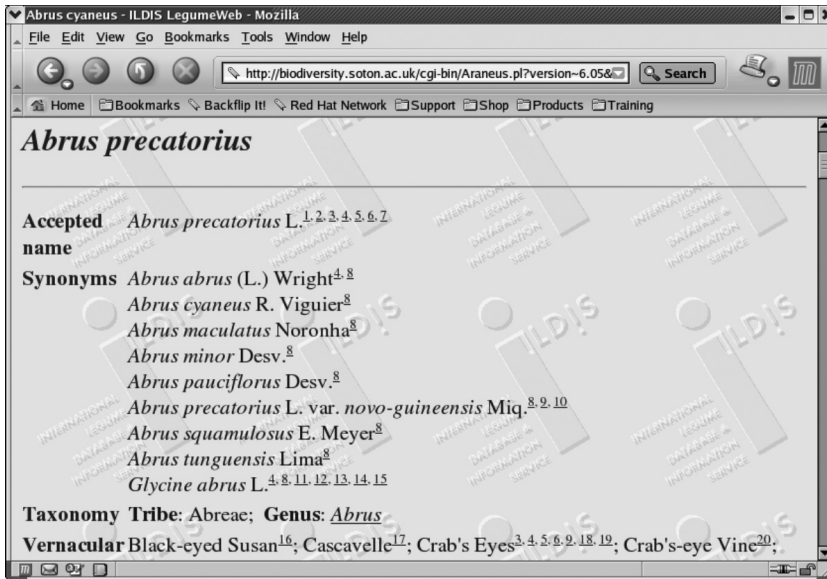 Abrus cyaneus - ILDIS LegumeWeb - Mozilla
File Edit View Go Bookmarks Tools Window Help
http://biodiversity.soton.ac.uk/cgi-bin/Araneus.pl?version~6.05& Search
Home Bookmarks Backflip It! Red Hat Network Support Shop Products Training
Abrus precatorius
Accepted name Abrus precatorius L.1, 2, 3, 4, 5, 6, 7
Synonyms Abrus abrus (L.) Wright4, 8
Abrus cyaneus R. Viguier8
Abrus maculatus Noronha8
Abrus minor Desv.8
Abrus pauciflorus Desv.8
Abrus precatorius L. var. novo-guineensis Miq.8, 9, 10
Abrus squamulosus E. Meyer8
Abrus tunguensis Lima8
Glycine abrus L.4, 8, 11, 12, 13, 14, 15
Taxonomy Tribe: Abreae; Genus: Abrus
Vernacular Black-eyed Susan16; Cascavelle17; Crab's Eyes3, 4, 5, 6, 9, 18, 19; Crab's-eye Vine20;
ILDIS
INTERNATIONAL LEGUME DATABASE & INFORMATION SERVICE